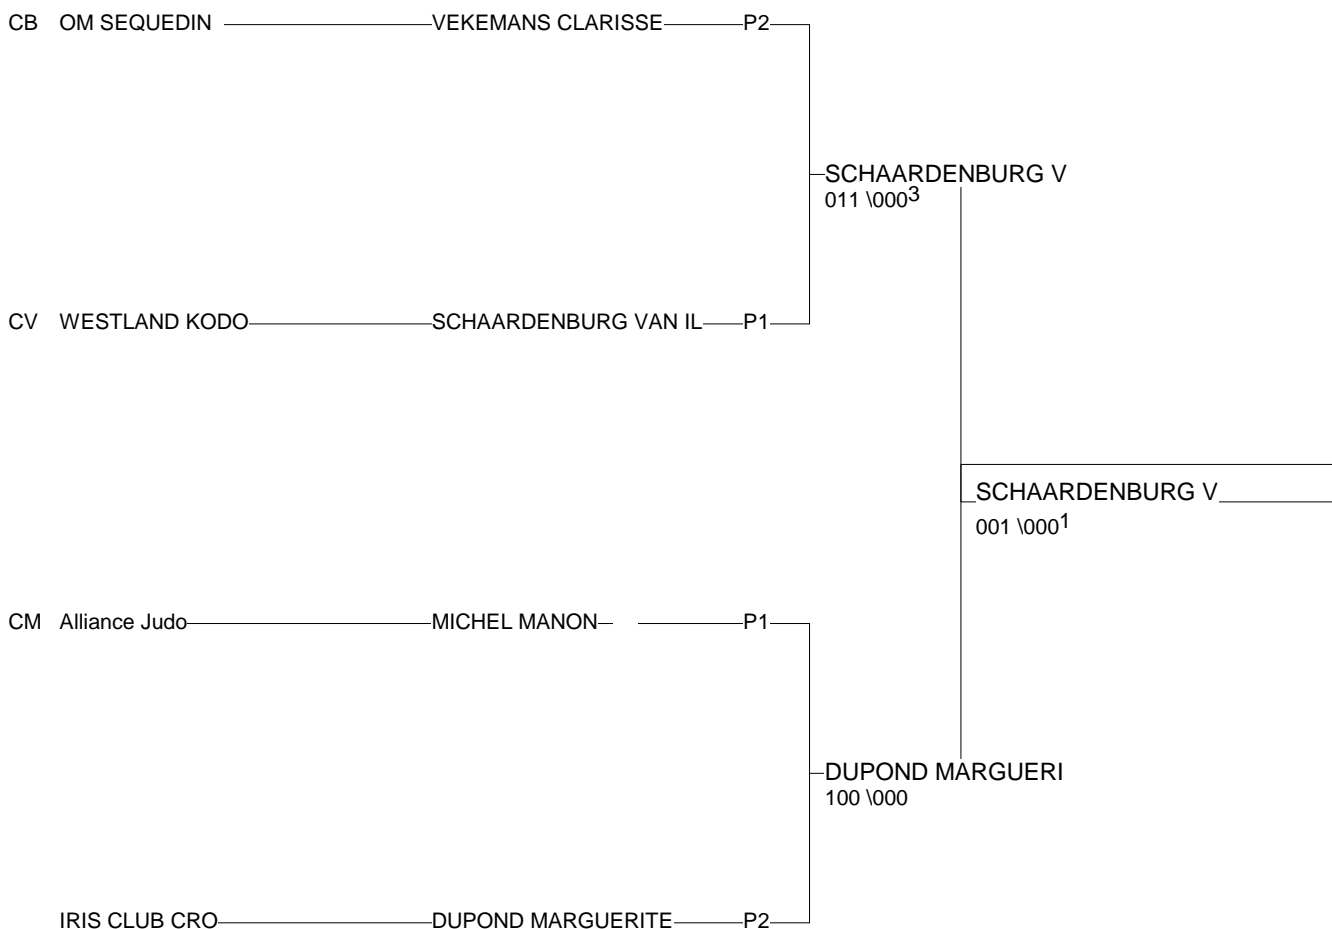 CB OM SEQUEDIN VEKEMANS CLARISSE P2
SCHAARDENBURG V
011 \000 3
CV WESTLAND KODO SCHAARDENBURG VAN IL P1
SCHAARDENBURG V
001 \000 1
CM Alliance Judo MICHEL MANON P1
DUPOND MARGUERI
100 \000
IRIS CLUB CRO DUPOND MARGUERITE P2